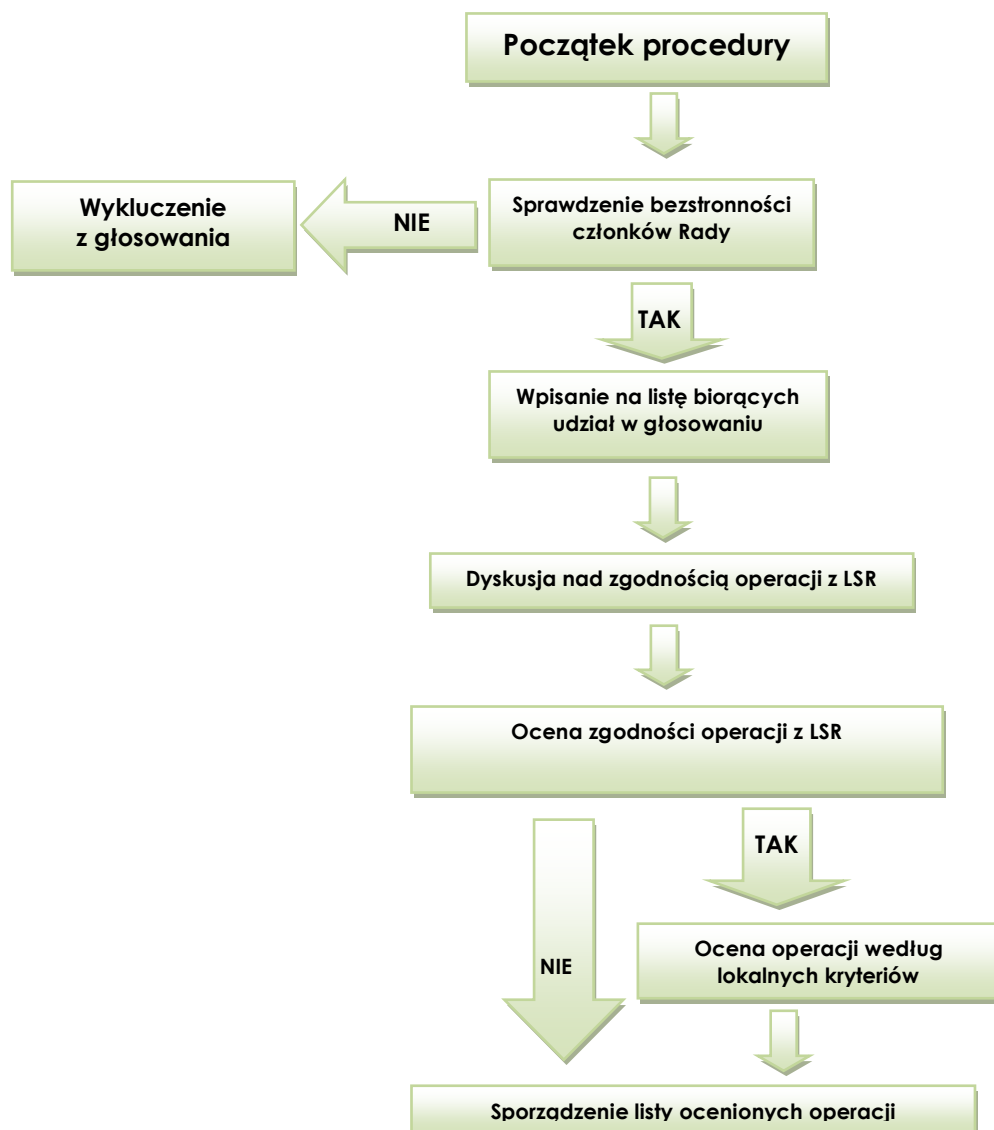 Początek procedury
Wykluczenie
z głosowania
NIE
Sprawdzenie bezstronności
członków Rady
TAK
Wpisanie na listę biorących
udział w głosowaniu
Dyskusja nad zgodnością operacji z LSR
Ocena zgodności operacji z LSR
TAK
Ocena operacji według
lokalnych kryteriów
NIE
Sporządzenie listy ocenionych operacji